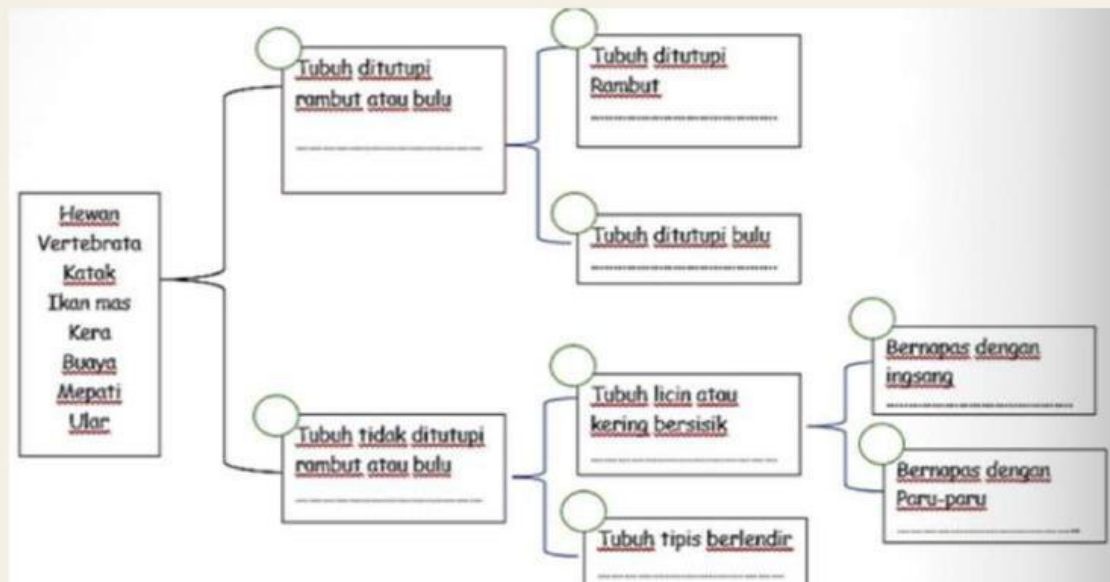 Hewan
Vertebrata
Katak
Ikan mas
Kera
Buaya
Mepati
Ular
Tubuh ditutupi
rambut atau bulu
Tubuh ditutupi
Rambut
Tubuh ditutupi bulu
Tubuh tidak ditutupi
rambut atau bulu
Tubuh licin atau
kering bersisik
Bernapas dengan
ingsang
Bernapas dengan
Paru-paru
Tubuh tipis berlendir